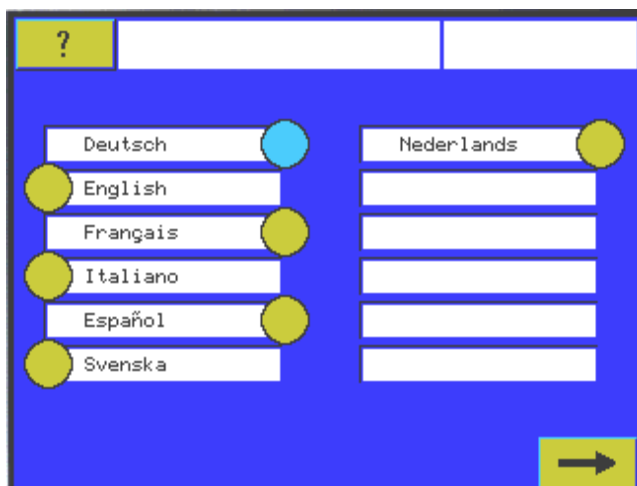 ?
Deutsch
Nederlands
English
Français
Italiano
Español
Svenska